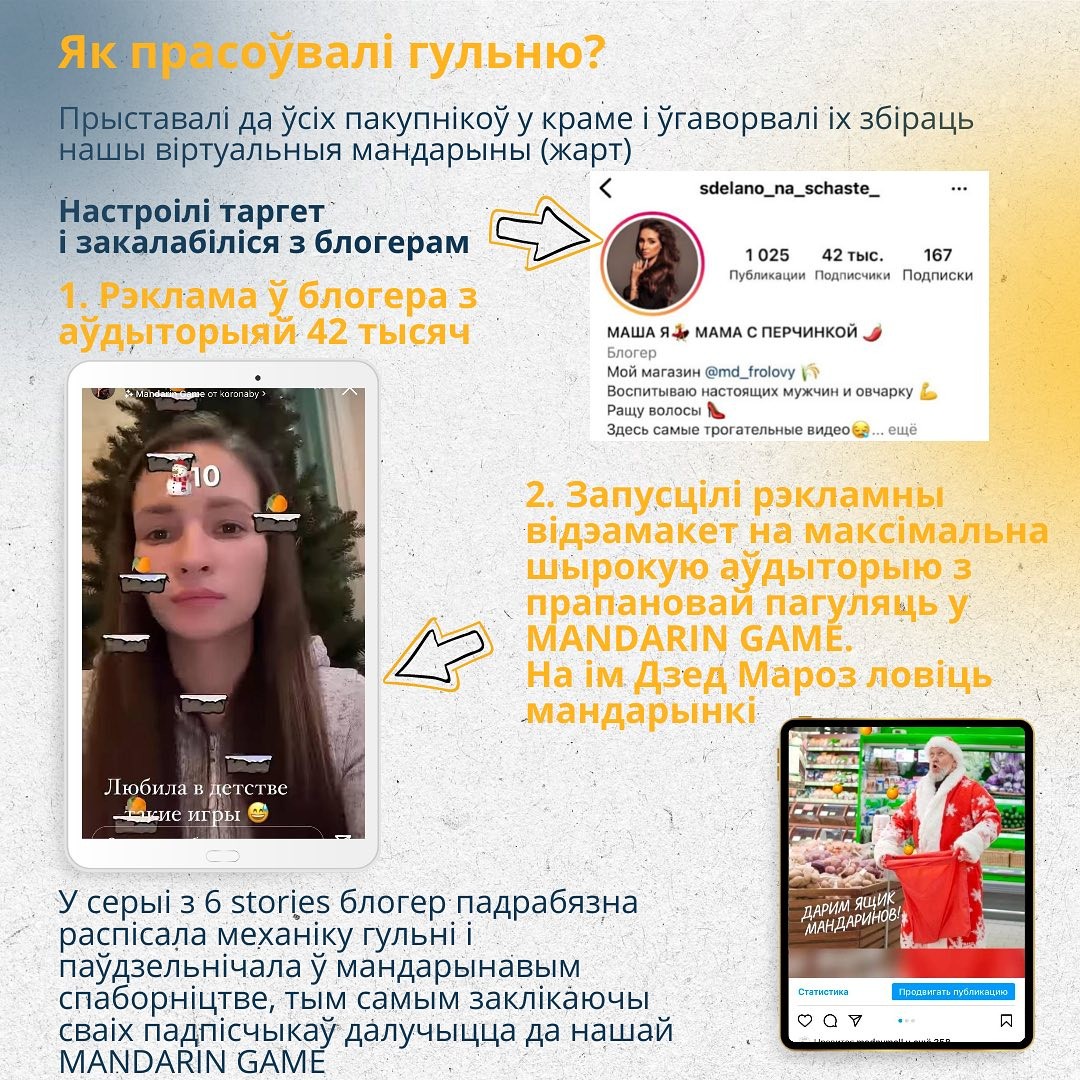 Як прасоўвалі гульню?
Прыставалі да ўсіх пакупнікоў у краме і ўгаворвалі іх збіраць
нашы віртуальныя мандарыны (жарт)
Настроілі таргет
і закалабіліся з блогерам
sdelano_na_schaste_
1 025
42 тыс.
167
Публикации
Подписчики
Подписки
МАША Я💃 МАМА С ПЕРЧИНКОЙ 🌶️
Блогер
Мой магазин @md_frolovy 🌾
Воспитываю настоящих мужчин и овчарку 💪
Ращу волосы 👠
Здесь самые трогательные видео😪... ещё
1. Рэклама ў блогера з
аўдыторыяй 42 тысяч
Mandarin Game от koronaby >
10
Любила в детстве
такие игры 😅
2. Запусцілі рэкламны
відэамакет на максімальна
шырокую аўдыторыю з
прапановай пагуляць у
MANDARIN GAME.
На ім Дзед Мароз ловіць
мандарынкі
ДАРИМ ЯЩИК
МАНДАРИНОВ!
Статистика
Продвигать публикацию
У серыі з 6 stories блогер падрабязна
распісала механіку гульні і
паўдзельнічала ў мандарынавым
спаборніцтве, тым самым заклікаючы
сваіх падпісчыкаў далучыцца да нашай
MANDARIN GAME